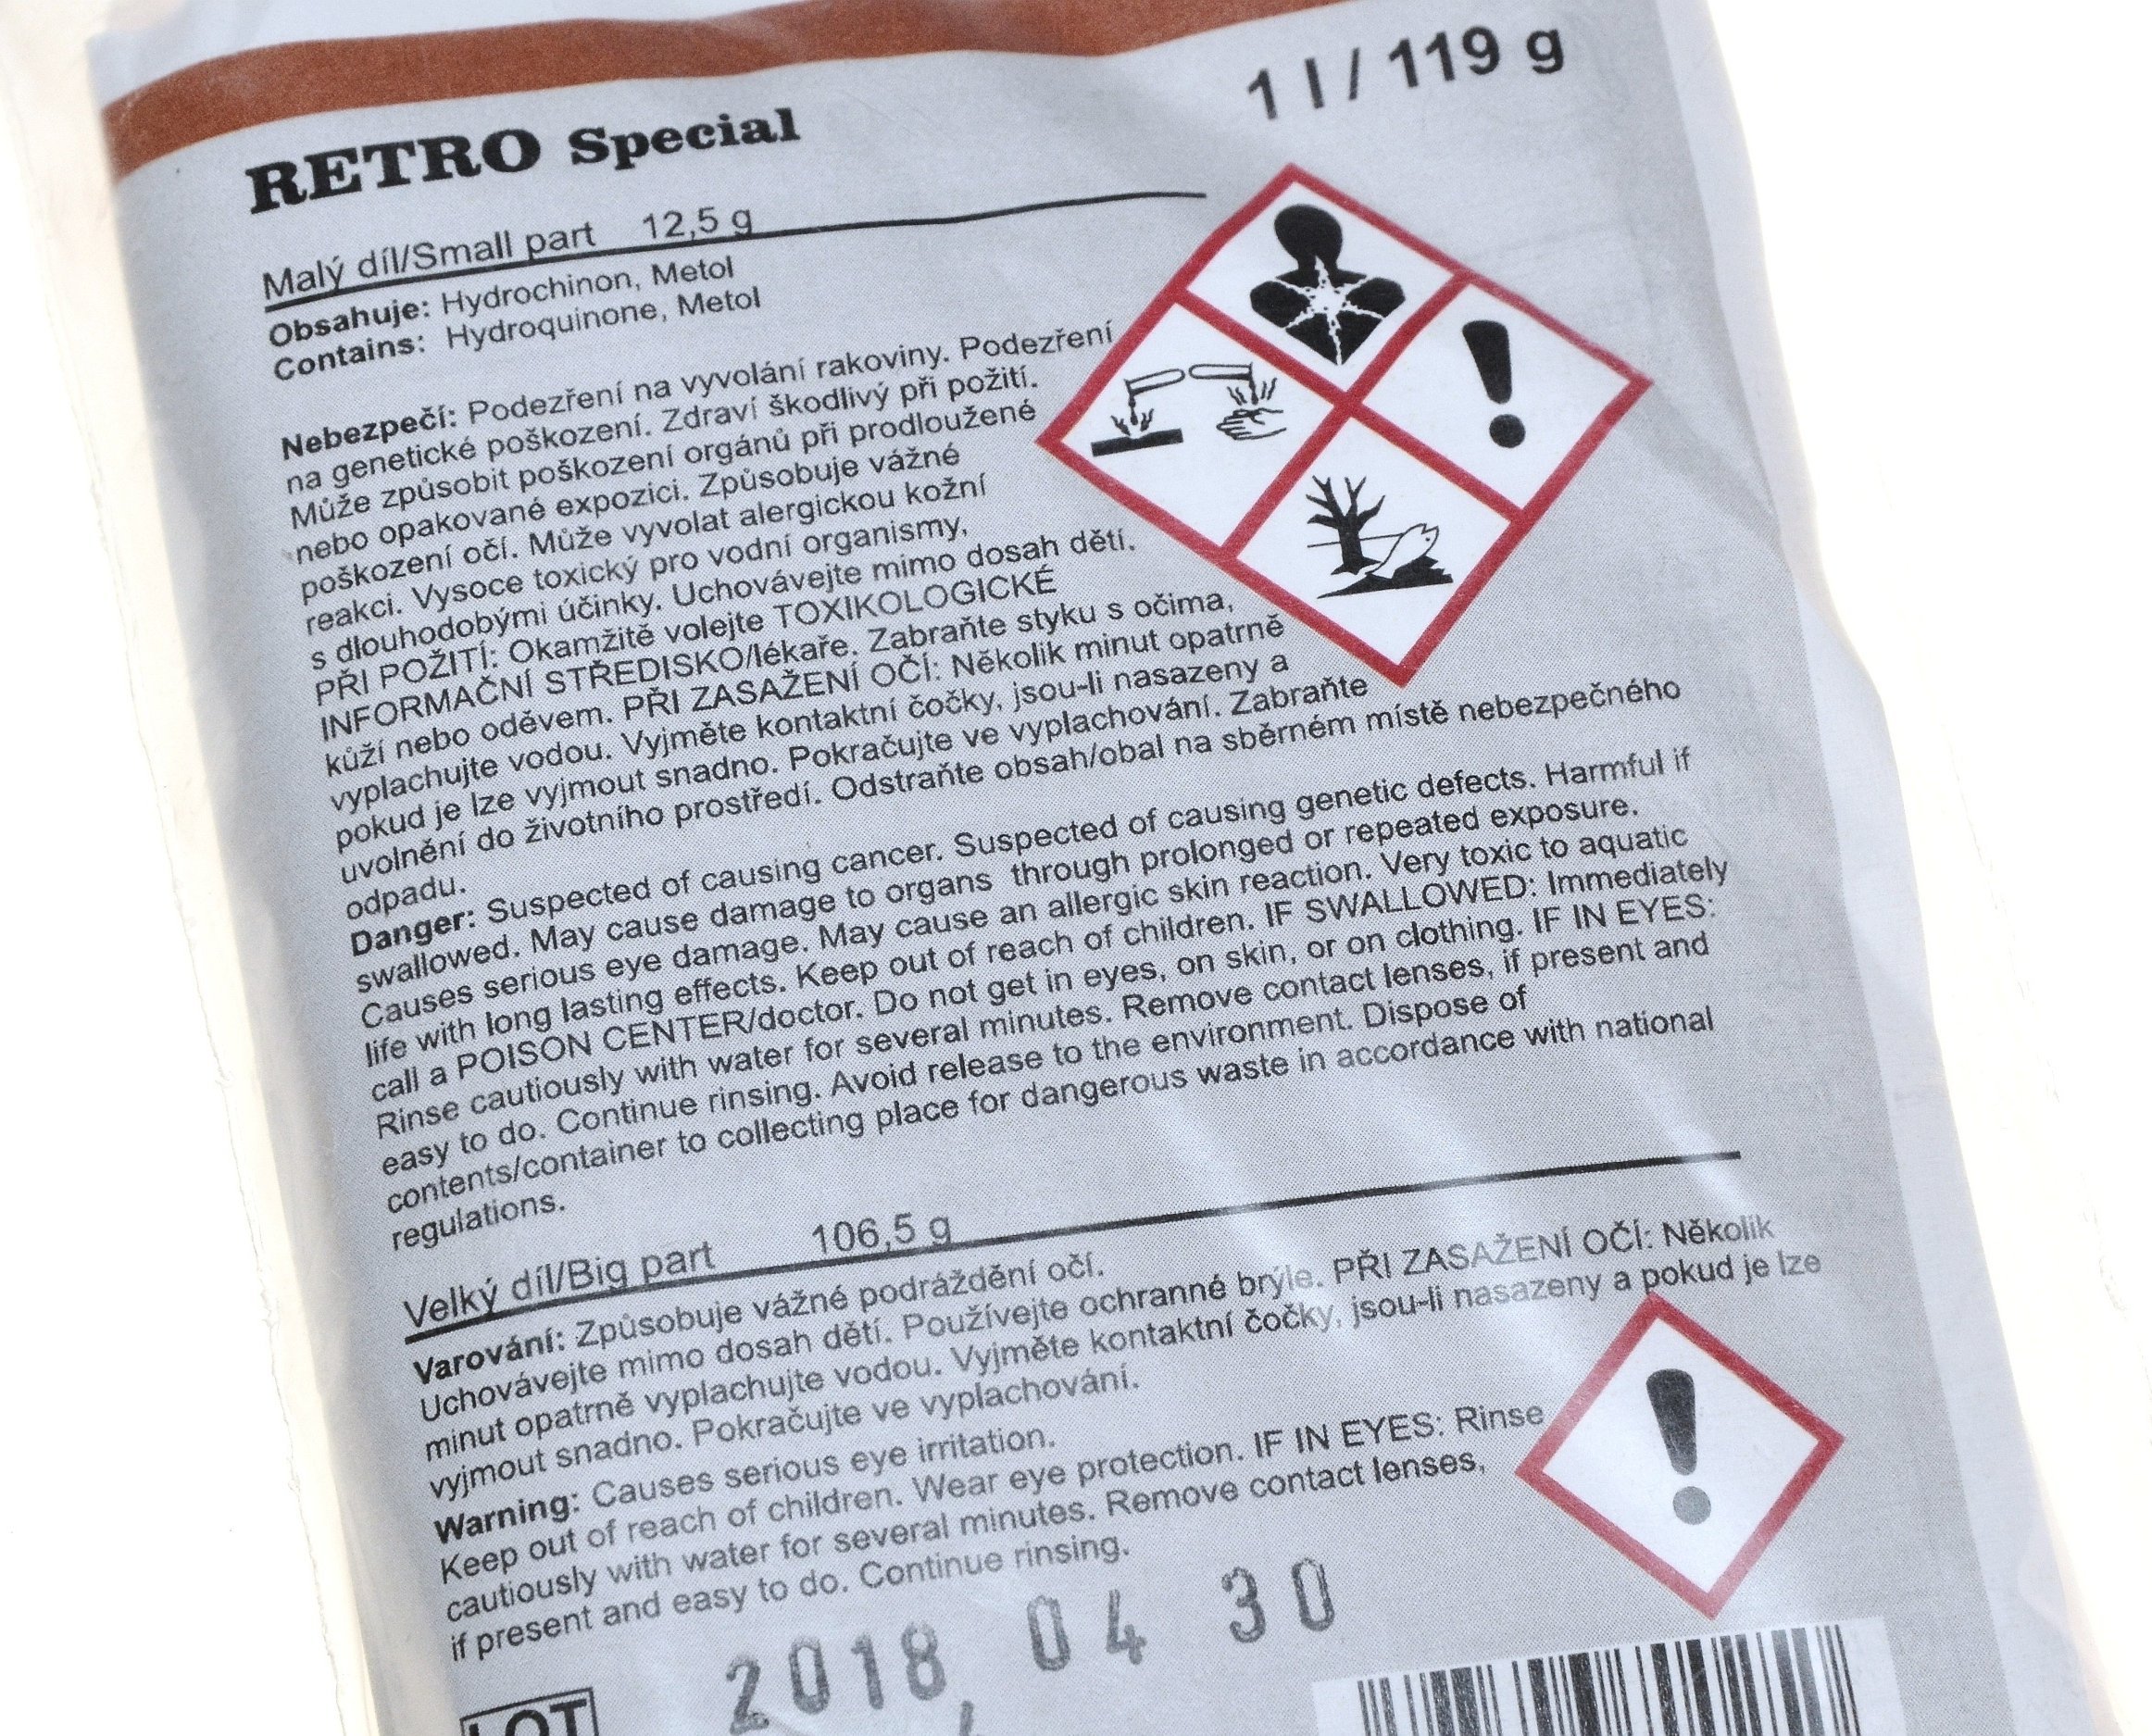 1 l / 119 g
RETRO Special
Malý díl/Small part 12,5 g
Obsahuje: Hydrochinon, Metol
Contains: Hydroquinone, Metol
Nebezpečí: Podezření na vyvolání rakoviny. Podezření
na genetické poškození. Zdraví škodlivý při požití.
Může způsobit poškození orgánů při prodloužené
nebo opakované expozici. Způsobuje vážné
poškození očí. Může vyvolat alergickou kožní
reakci. Vysoce toxický pro vodní organismy,
s dlouhodobými účinky. Uchovávejte mimo dosah dětí.
PŘI POŽITÍ: Okamžitě volejte TOXIKOLOGICKÉ
INFORMAČNÍ STŘEDISKO/lékaře. Zabraňte styku s očima,
kůží nebo oděvem. PŘI ZASAŽENÍ OČÍ: Několik minut opatrně
vyplachujte vodou. Vyjměte kontaktní čočky, jsou-li nasazeny a
pokud je lze vyjmout snadno. Pokračujte ve vyplachování. Zabraňte
uvolnění do životního prostředí. Odstraňte obsah/obal na sběrném místě nebezpečného
odpadu.
Danger: Suspected of causing cancer. Suspected of causing genetic defects. Harmful if
swallowed. May cause damage to organs through prolonged or repeated exposure.
Causes serious eye damage. May cause an allergic skin reaction. Very toxic to aquatic
life with long lasting effects. Keep out of reach of children. IF SWALLOWED: Immediately
call a POISON CENTER/doctor. Do not get in eyes, on skin, or on clothing. IF IN EYES:
Rinse cautiously with water for several minutes. Remove contact lenses, if present and
easy to do. Continue rinsing. Avoid release to the environment. Dispose of
contents/container to collecting place for dangerous waste in accordance with national
regulations.
Velký díl/Big part 106,5 g
Varování: Způsobuje vážné podráždění očí.
Uchovávejte mimo dosah dětí. Používejte ochranné brýle. PŘI ZASAŽENÍ OČÍ: Několik
minut opatrně vyplachujte vodou. Vyjměte kontaktní čočky, jsou-li nasazeny a pokud je lze
vyjmout snadno. Pokračujte ve vyplachování.
Warning: Causes serious eye irritation.
Keep out of reach of children. Wear eye protection. IF IN EYES: Rinse
cautiously with water for several minutes. Remove contact lenses,
if present and easy to do. Continue rinsing.
2018 04 30
LOT